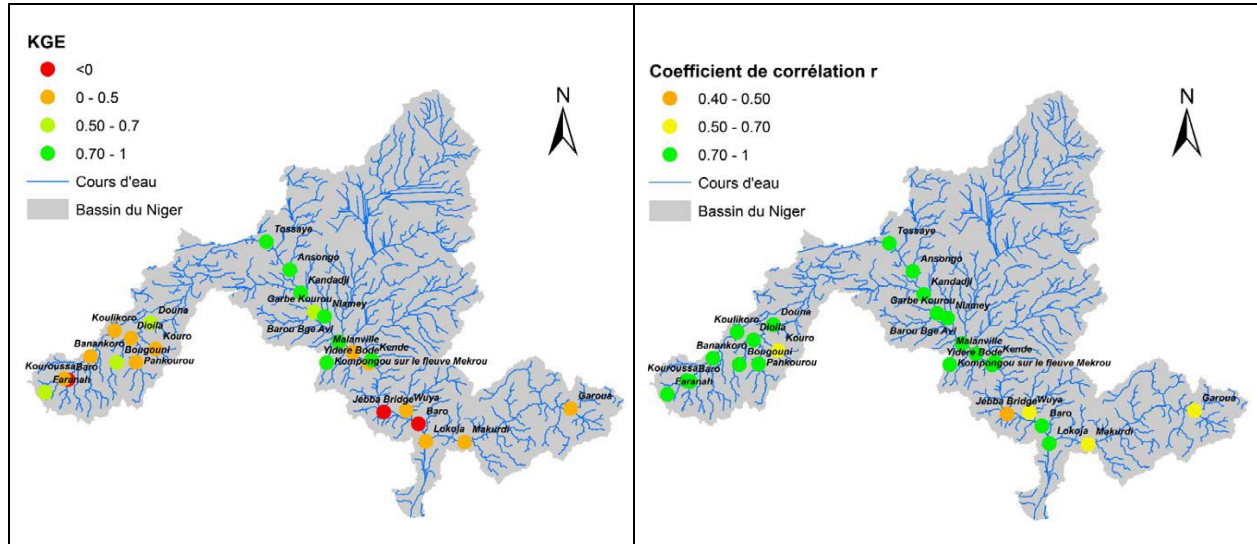 KGE
<0
0 - 0.5
0.50 - 0.7
0.70 - 1
Cours d'eau
Bassin du Niger
N
Tossaye
Ansongo
Kandadji
Garbe Kourou
Niamey
Barou Bge Avl
Malanville
Yidere Bode
Kende
Kompongou sur le fleuve Mekrou
Douna
Koulikoro
Dioila
Kouro
Banankoro
Bougouni
Pankourou
Kouroussa
Baro
Faranah
Jebba Bridge
Wuya
Baro
Lokoja
Makurdi
Garoua
Coefficient de corrélation r
0.40 - 0.50
0.50 - 0.70
0.70 - 1
Cours d'eau
Bassin du Niger
N
Tossaye
Ansongo
Kandadji
Garbe Kourou
Niamey
Barou Bge Avl
Malanville
Yidere Bode
Kende
Kompongou sur le fleuve Mekrou
Douna
Koulikoro
Dioila
Kouro
Banankoro
Bougouni
Pankourou
Kouroussa
Baro
Faranah
Jebba Bridge
Wuya
Baro
Lokoja
Makurdi
Garoua